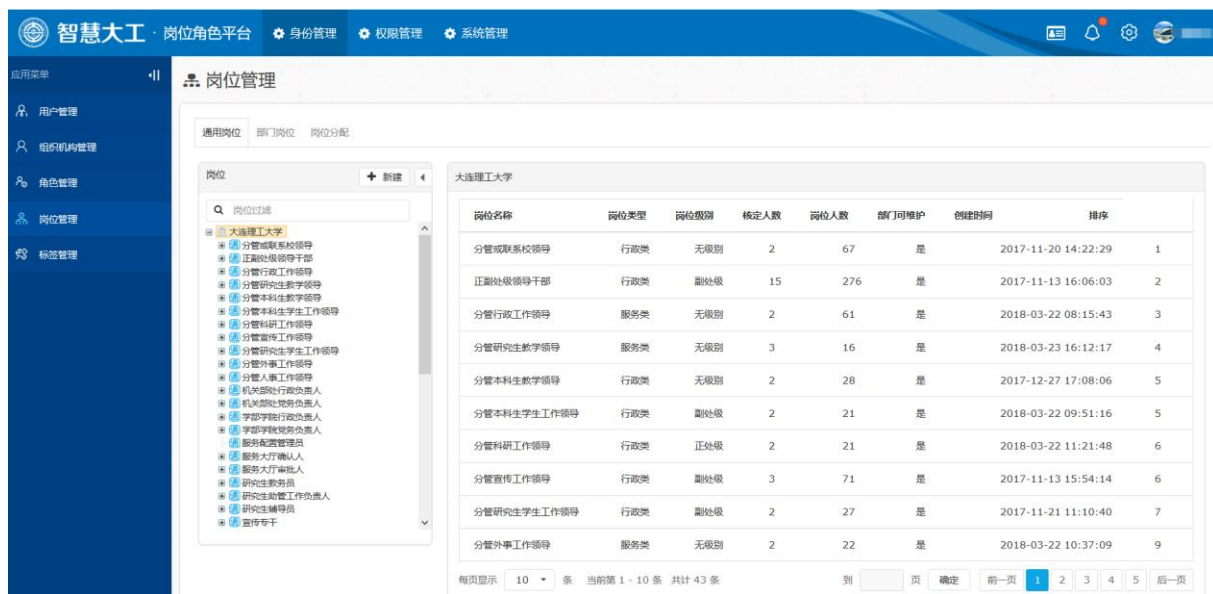 智慧大工 · 岗位角色平台 身份管理 权限管理 系统管理
应用菜单
用户管理
组织机构管理
角色管理
岗位管理
标签管理
岗位管理
通用岗位 部门岗位 岗位分配
岗位 新建
岗位过滤
大连理工大学
分管或联系校领导
正副处级领导干部
分管行政工作领导
分管研究生教学领导
分管本科生教学领导
分管本科生学生工作领导
分管科研工作领导
分管宣传工作领导
分管研究生学生工作领导
分管外事工作领导
分管人事工作领导
机关部处行政负责人
机关部处党务负责人
学部学院行政负责人
学部学院党务负责人
服务配置管理员
服务大厅确认人
服务大厅审批人
研究生教务员
研究生助管工作负责人
研究生辅导员
宣传专干
大连理工大学
岗位名称 岗位类型 岗位级别 核定人数 岗位人数 部门可维护 创建时间 排序
分管或联系校领导 行政类 无级别 2 67 是 2017-11-20 14:22:29 1
正副处级领导干部 行政类 副处级 15 276 是 2017-11-13 16:06:03 2
分管行政工作领导 服务类 无级别 2 61 是 2018-03-22 08:15:43 3
分管研究生教学领导 服务类 无级别 3 16 是 2018-03-23 16:12:17 4
分管本科生教学领导 行政类 无级别 2 28 是 2017-12-27 17:08:06 5
分管本科生学生工作领导 行政类 副处级 2 21 是 2018-03-22 09:51:16 5
分管科研工作领导 行政类 正处级 2 21 是 2018-03-22 11:21:48 6
分管宣传工作领导 行政类 副处级 3 71 是 2017-11-13 15:54:14 6
分管研究生学生工作领导 行政类 副处级 2 27 是 2017-11-21 11:10:40 7
分管外事工作领导 服务类 无级别 2 22 是 2018-03-22 10:37:09 9
每页显示 10 条 当前第 1 - 10 条 共计 43 条 到 页 确定 前一页 1 2 3 4 5 后一页